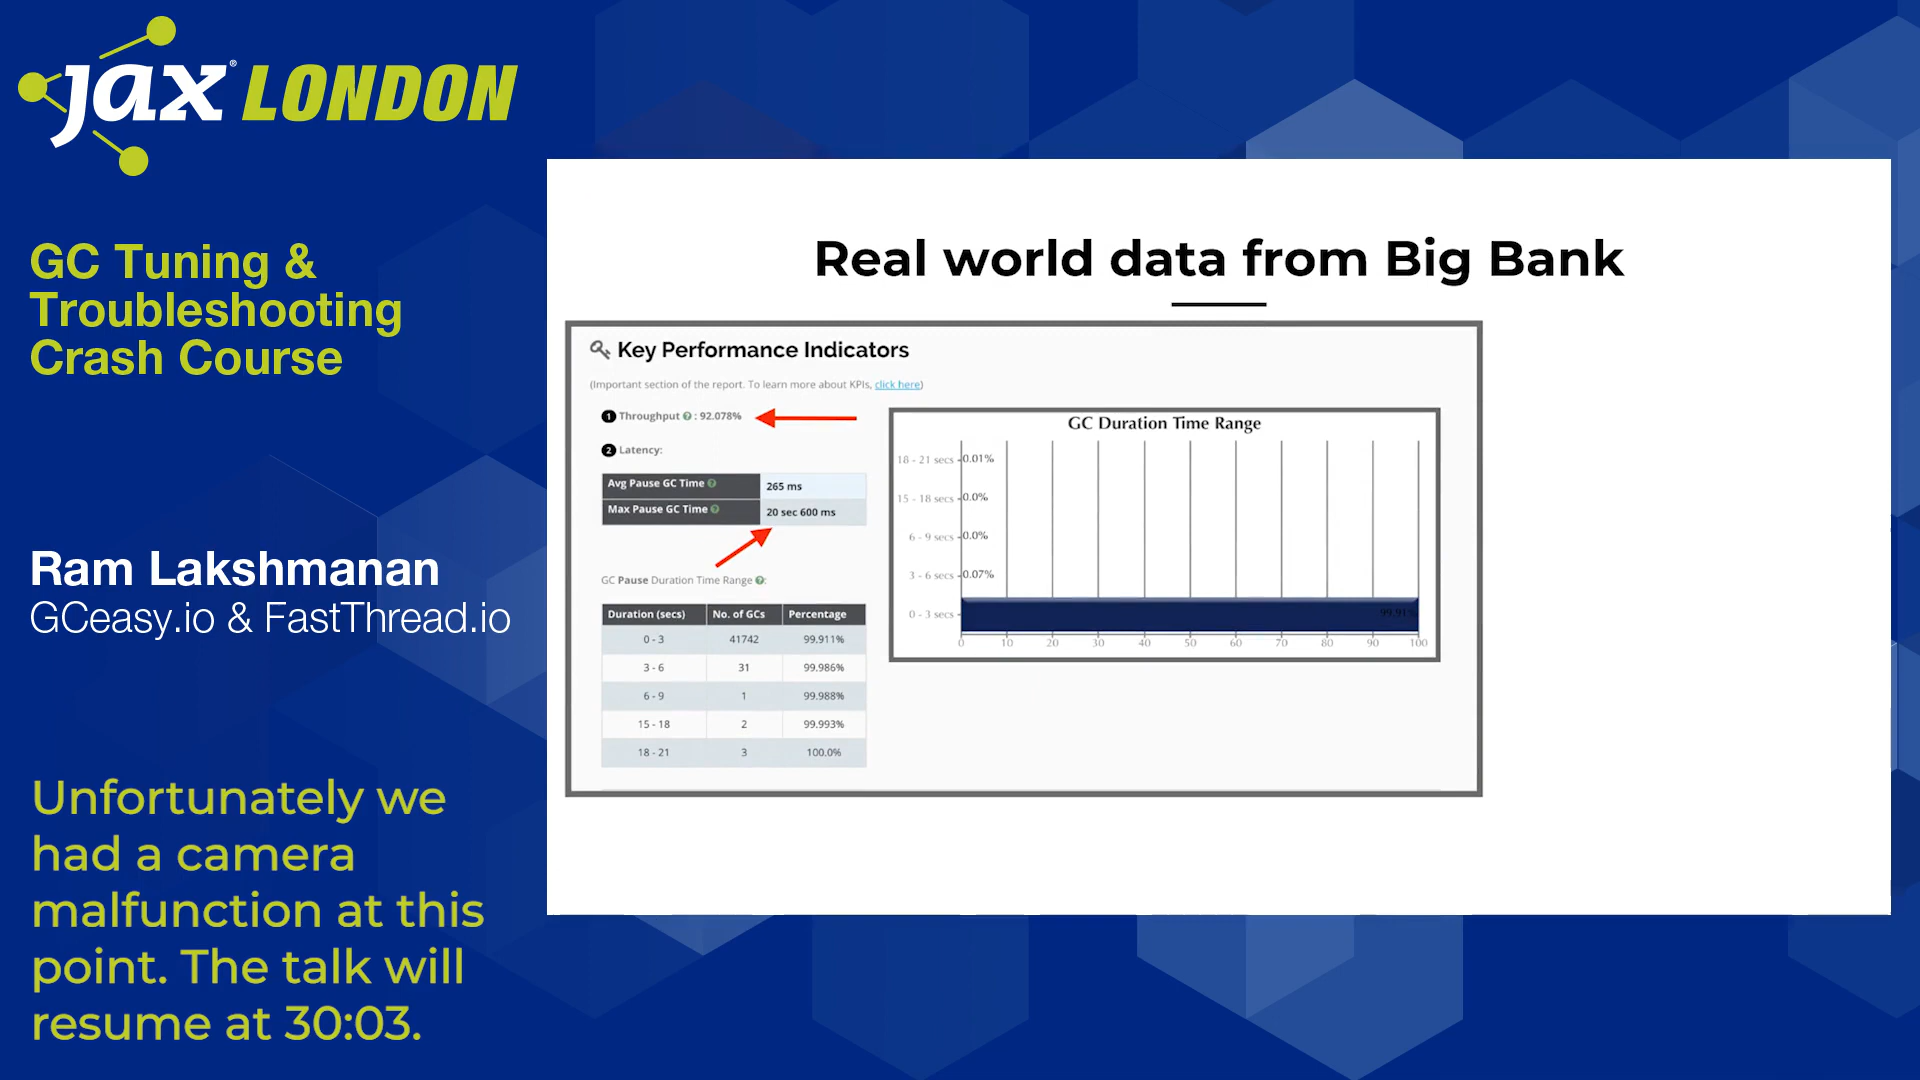 jax® LONDON
GC Tuning &
Troubleshooting
Crash Course
Ram Lakshmanan
GCeasy.io & FastThread.io
Unfortunately we
had a camera
malfunction at this
point. The talk will
resume at 30:03.
Real world data from Big Bank
Key Performance Indicators
(Important section of the report. To learn more about KPIs, click here)
1 Throughput ? : 92.078%
2 Latency:
Avg Pause GC Time ? 265 ms
Max Pause GC Time ? 20 sec 600 ms
GC Pause Duration Time Range ?:
Duration (secs) No. of GCs Percentage
0 - 3 41742 99.911%
3 - 6 31 99.986%
6 - 9 1 99.988%
15 - 18 2 99.993%
18 - 21 3 100.0%
GC Duration Time Range
18 - 21 secs 0.01%
15 - 18 secs 0.0%
6 - 9 secs 0.0%
3 - 6 secs 0.07%
0 - 3 secs 99.91%
0 10 20 30 40 50 60 70 80 90 100